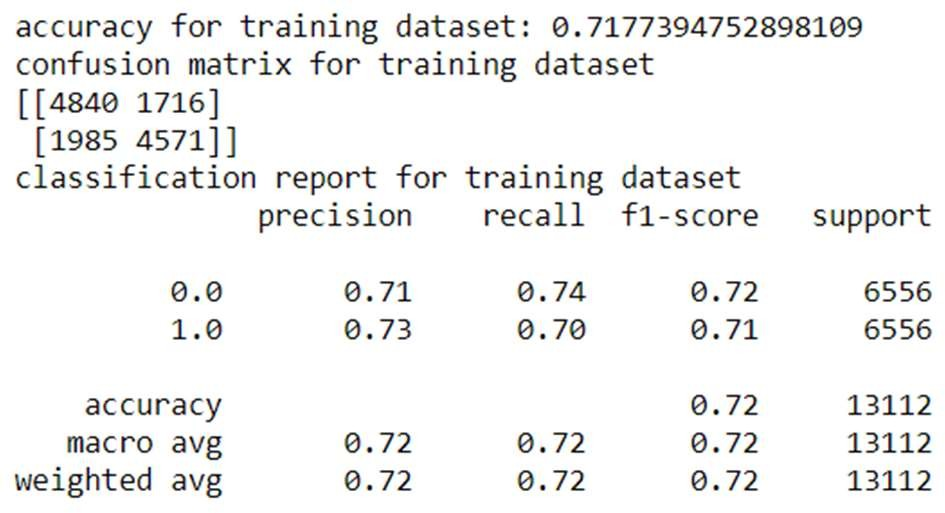 accuracy for training dataset: 0.7177394752898109
confusion matrix for training dataset
[[4840 1716]
 [1985 4571]]
classification report for training dataset
precision recall f1-score support
0.0 0.71 0.74 0.72 6556
1.0 0.73 0.70 0.71 6556
accuracy 0.72 13112
macro avg 0.72 0.72 0.72 13112
weighted avg 0.72 0.72 0.72 13112